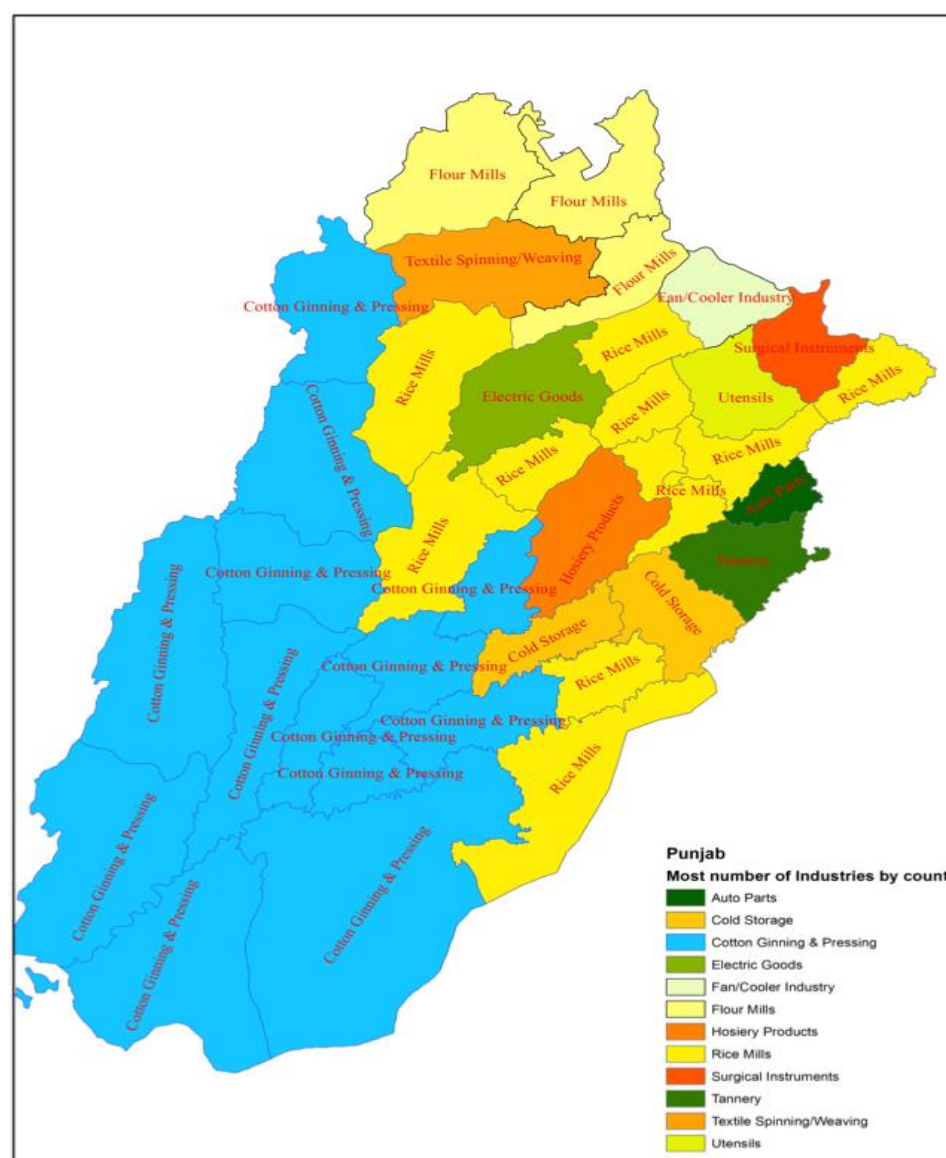 Flour Mills
Flour Mills
Textile Spinning/Weaving
Flour Mills
Cotton Ginning & Pressing
Fan/Cooler Industry
Rice Mills
Surgical Instruments
Rice Mills
Rice Mills
Electric Goods
Utensils
Rice Mills
Cotton Ginning & Pressing
Rice Mills
Rice Mills
Rice Mills
Auto Parts
Rice Mills
Hosiery Products
Cotton Ginning & Pressing
Cotton Ginning & Pressing
Tannery
Cold Storage
Cold Storage
Cotton Ginning & Pressing
Cotton Ginning & Pressing
Rice Mills
Cotton Ginning & Pressing
Cotton Ginning & Pressing
Cotton Ginning & Pressing
Rice Mills
Cotton Ginning & Pressing
Cotton Ginning & Pressing
Cotton Ginning & Pressing
Cotton Ginning & Pressing
Punjab
Most number of Industries by count
Auto Parts
Cold Storage
Cotton Ginning & Pressing
Electric Goods
Fan/Cooler Industry
Flour Mills
Hosiery Products
Rice Mills
Surgical Instruments
Tannery
Textile Spinning/Weaving
Utensils